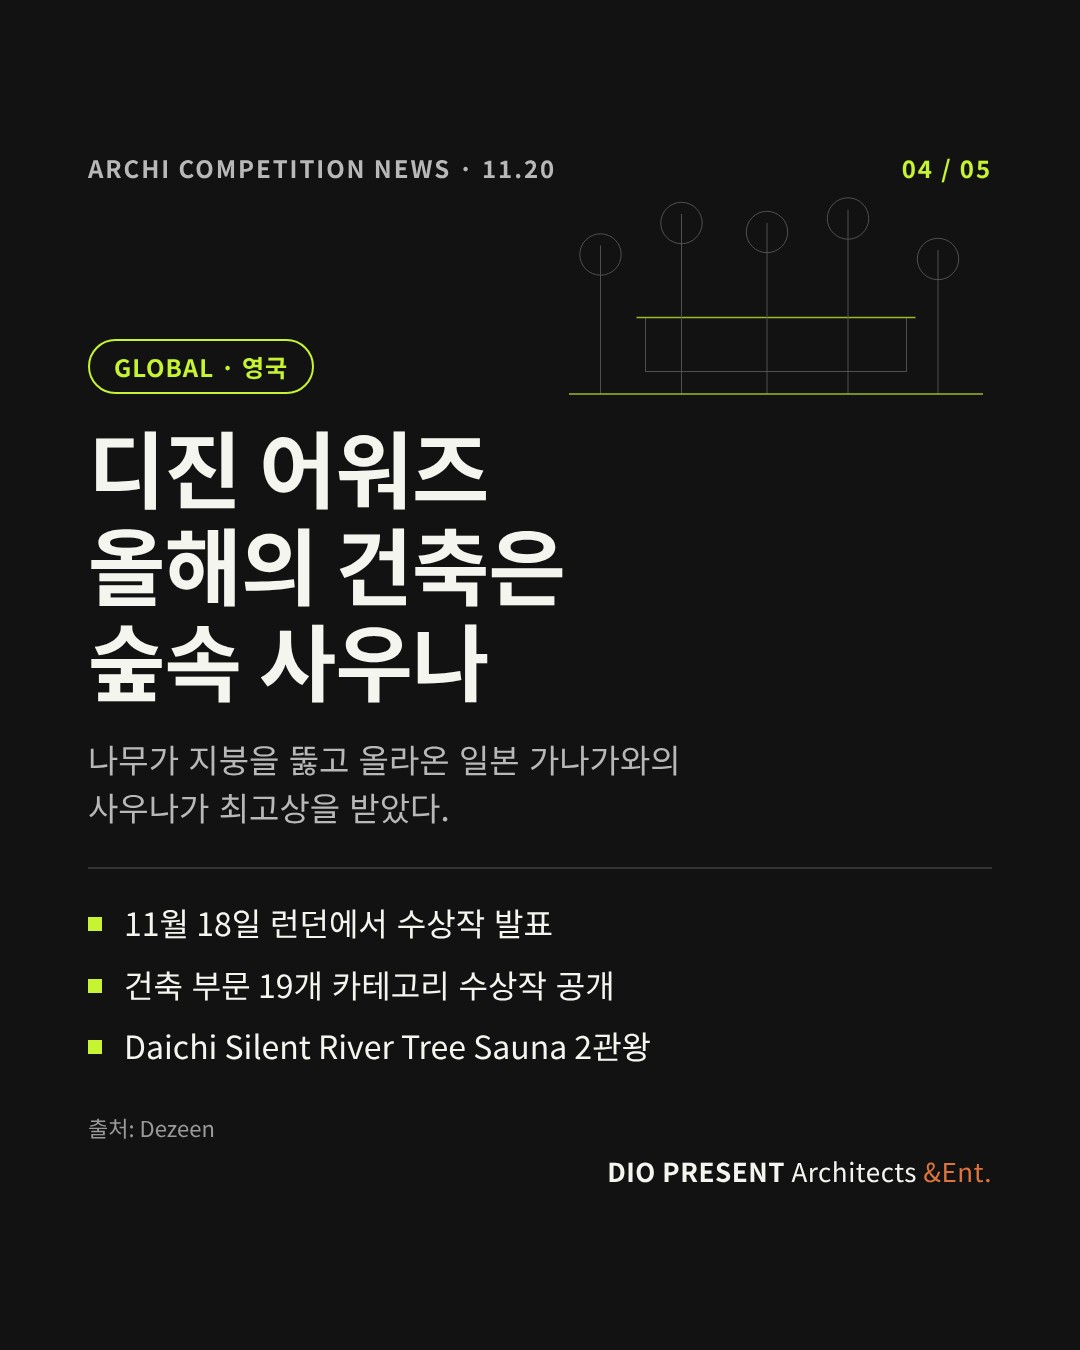 ARCHI COMPETITION NEWS · 11.20
04 / 05
GLOBAL · 영국
디진 어워즈
올해의 건축은
숲속 사우나
나무가 지붕을 뚫고 올라온 일본 가나가와의
사우나가 최고상을 받았다.
11월 18일 런던에서 수상작 발표
건축 부문 19개 카테고리 수상작 공개
Daichi Silent River Tree Sauna 2관왕
출처: Dezeen
DIO PRESENT Architects &Ent.